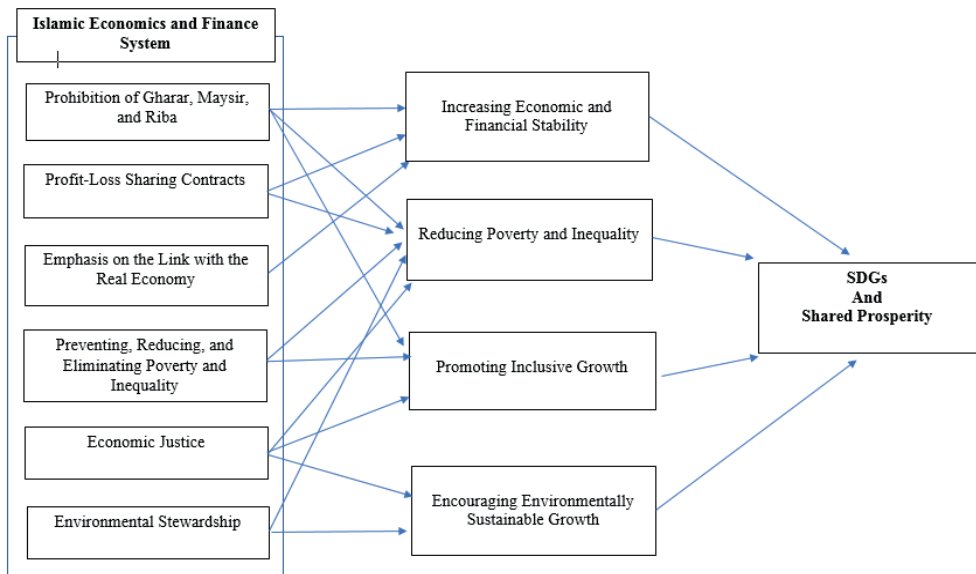 Islamic Economics and Finance
System
Prohibition of Gharar, Maysir,
and Riba
Profit-Loss Sharing Contracts
Emphasis on the Link with the
Real Economy
Preventing, Reducing, and
Eliminating Poverty and
Inequality
Economic Justice
Environmental Stewardship
Increasing Economic and
Financial Stability
Reducing Poverty and Inequality
Promoting Inclusive Growth
Encouraging Environmentally
Sustainable Growth
SDGs
And
Shared Prosperity